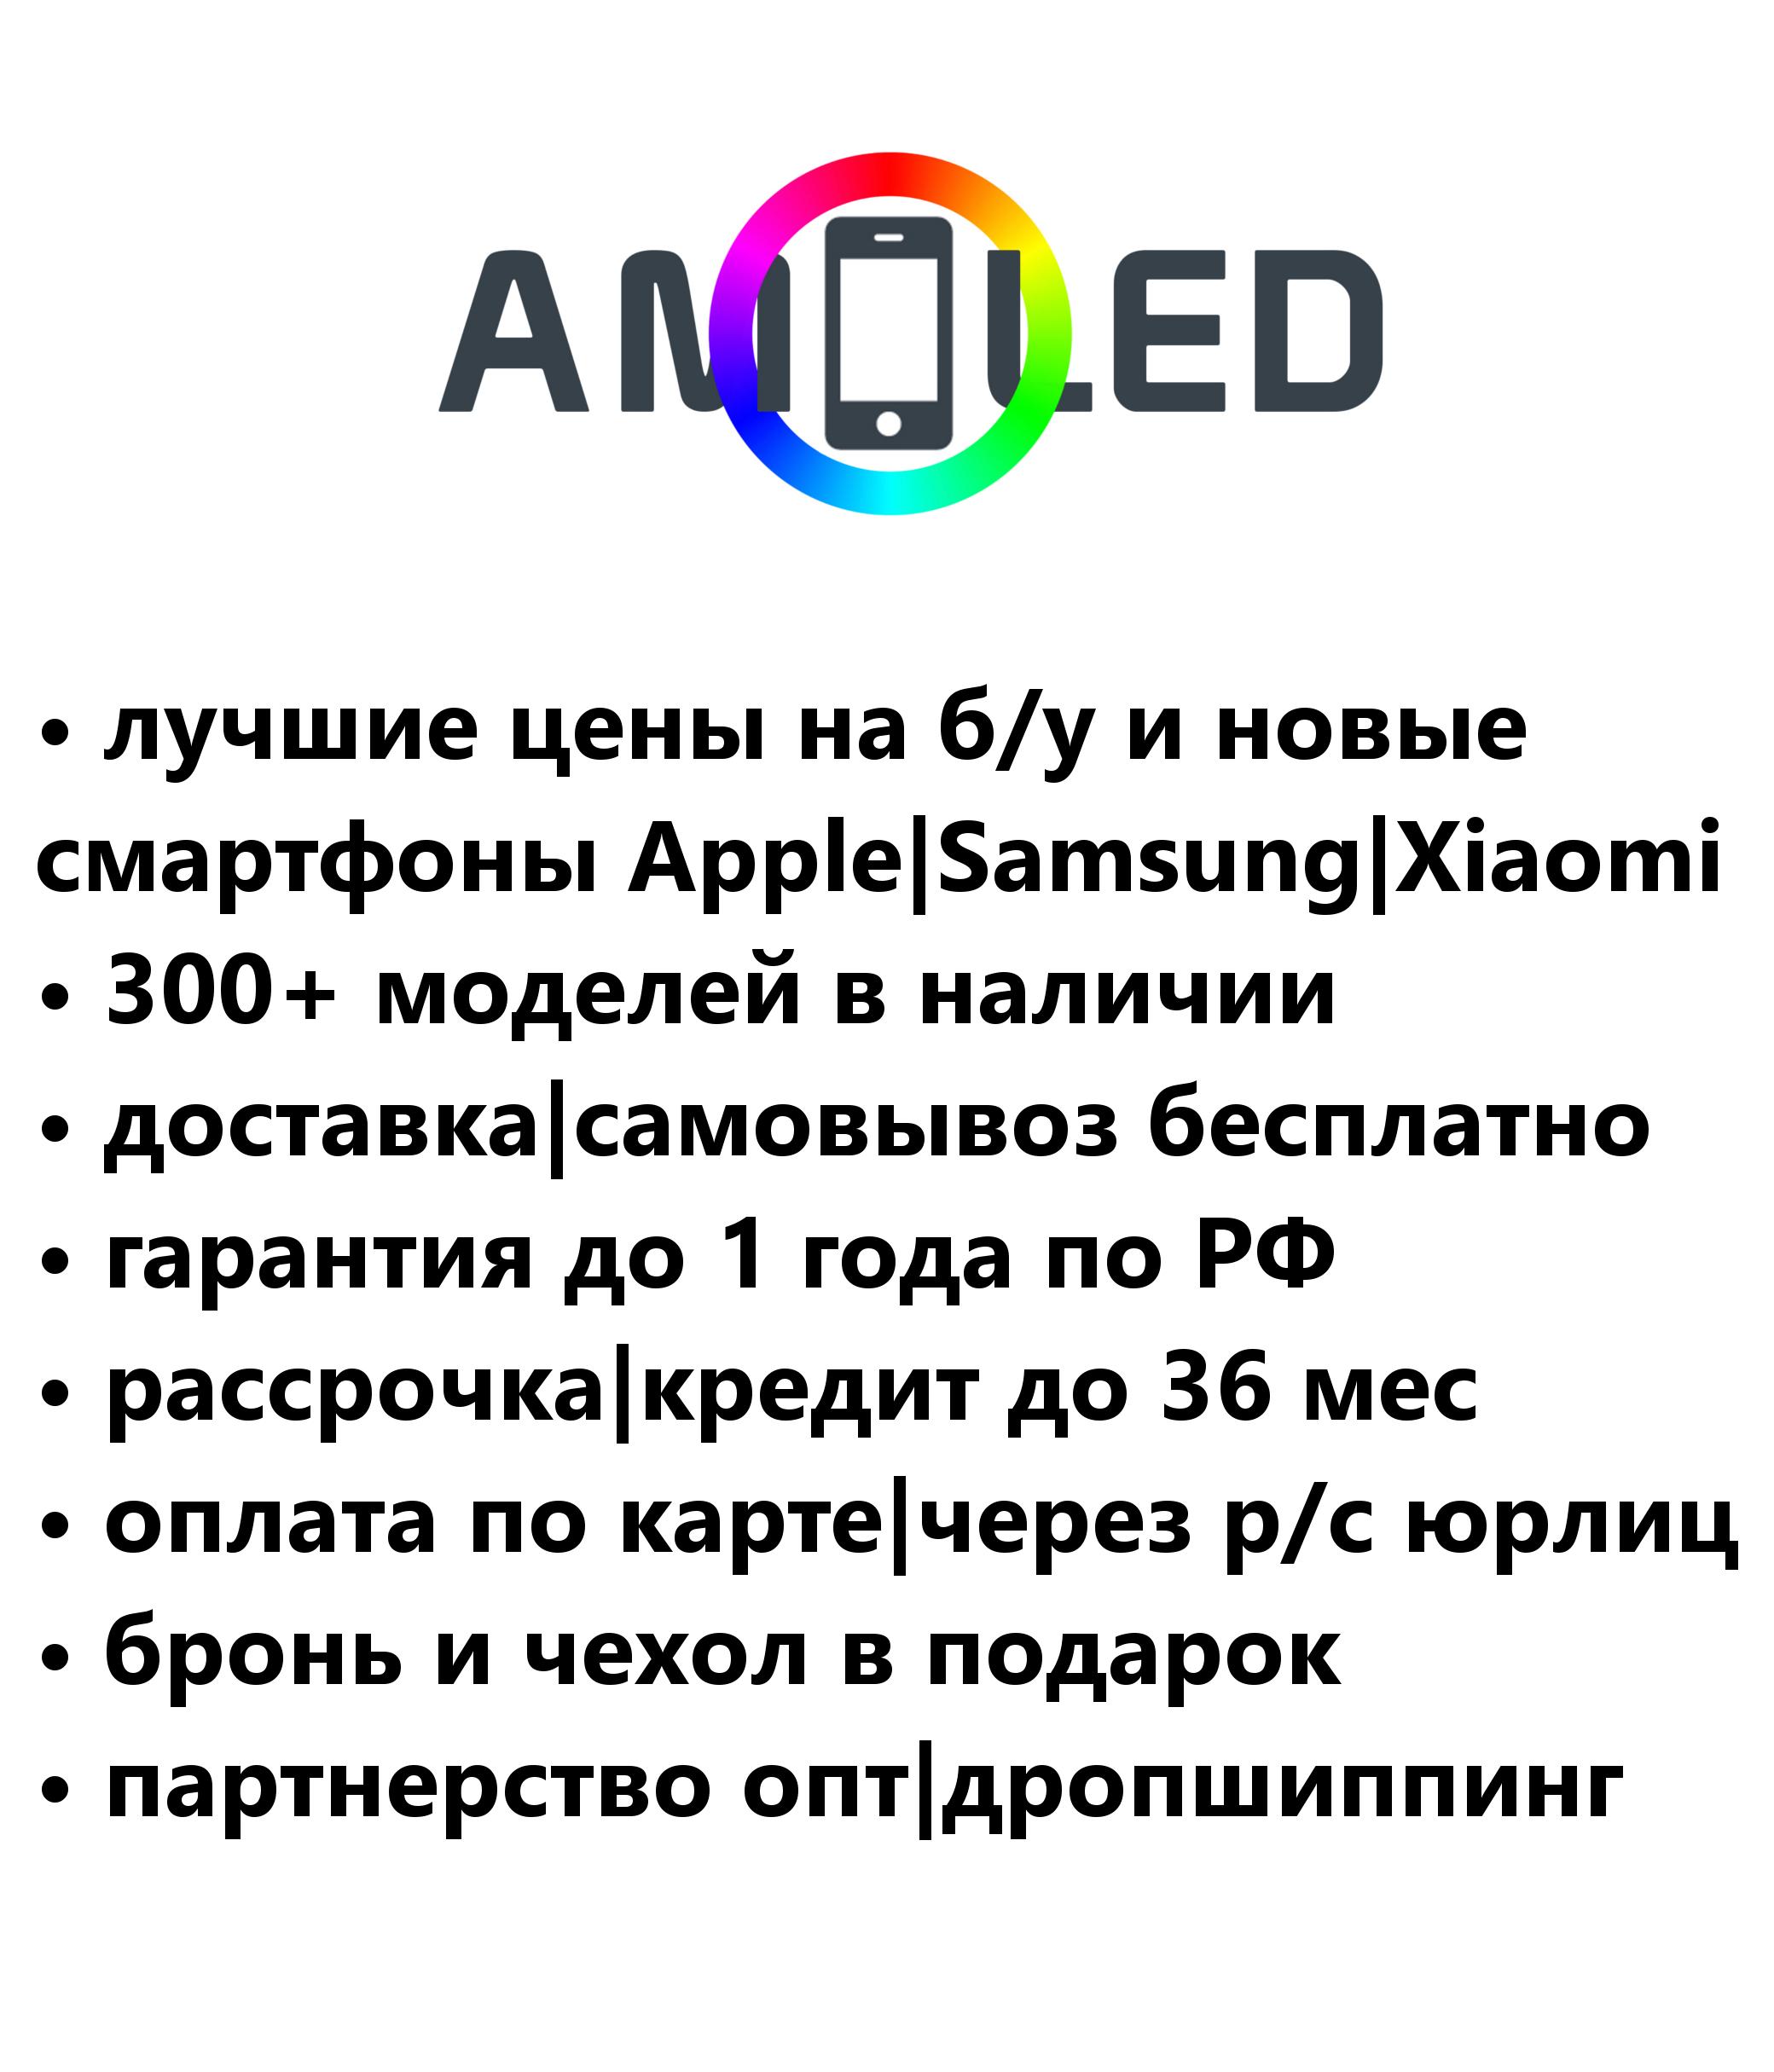 AMOLED
• лучшие цены на б/у и новые
смартфоны Apple|Samsung|Xiaomi
• 300+ моделей в наличии
• доставка|самовывоз бесплатно
• гарантия до 1 года по РФ
• рассрочка|кредит до 36 мес
• оплата по карте|через р/с юрлиц
• бронь и чехол в подарок
• партнерство опт|дропшиппинг